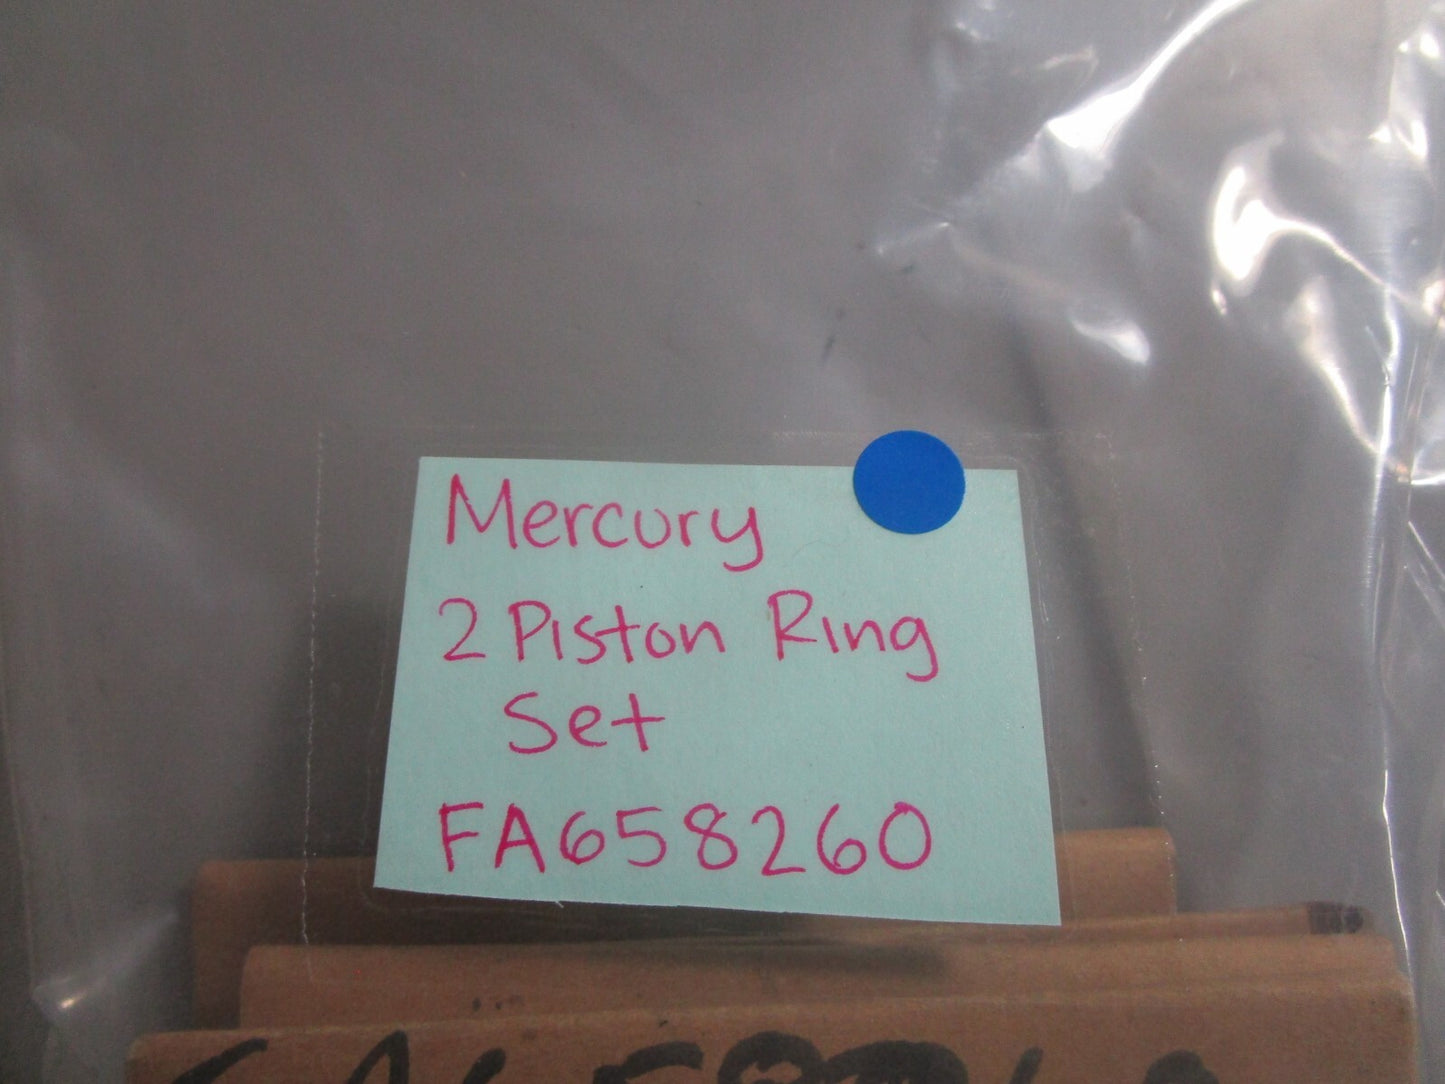 Mercury
2 Piston Ring
Set
FA658260